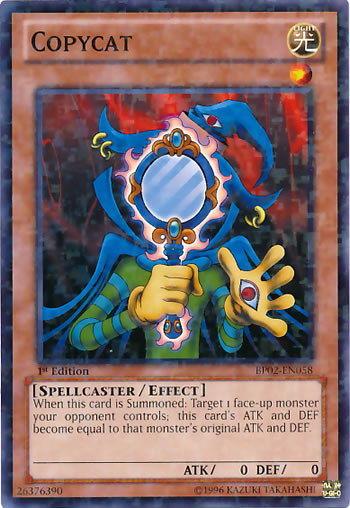 COPYCAT
LIGHT
光
1st Edition
BP02-EN058
[SPELLCASTER / EFFECT]
When this card is Summoned: Target 1 face-up monster
your opponent controls; this card's ATK and DEF
become equal to that monster's original ATK and DEF.
ATK/ 0 DEF/ 0
26376390
©1996 KAZUKI TAKAHASHI